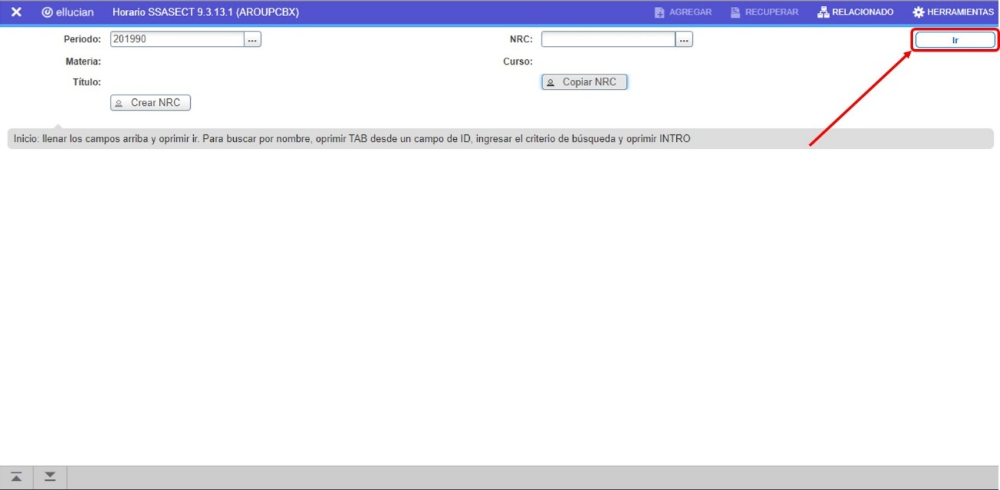 ellucian Horario SSASECT 9.3.13.1 (AROUPCBX) AGREGAR RECUPERAR RELACIONADO HERRAMIENTAS
Periodo: 201990 ... NRC: ... Ir
Materia: Curso:
Título: Copiar NRC
Crear NRC
Inicio: llenar los campos arriba y oprimir ir. Para buscar por nombre, oprimir TAB desde un campo de ID, ingresar el criterio de búsqueda y oprimir INTRO